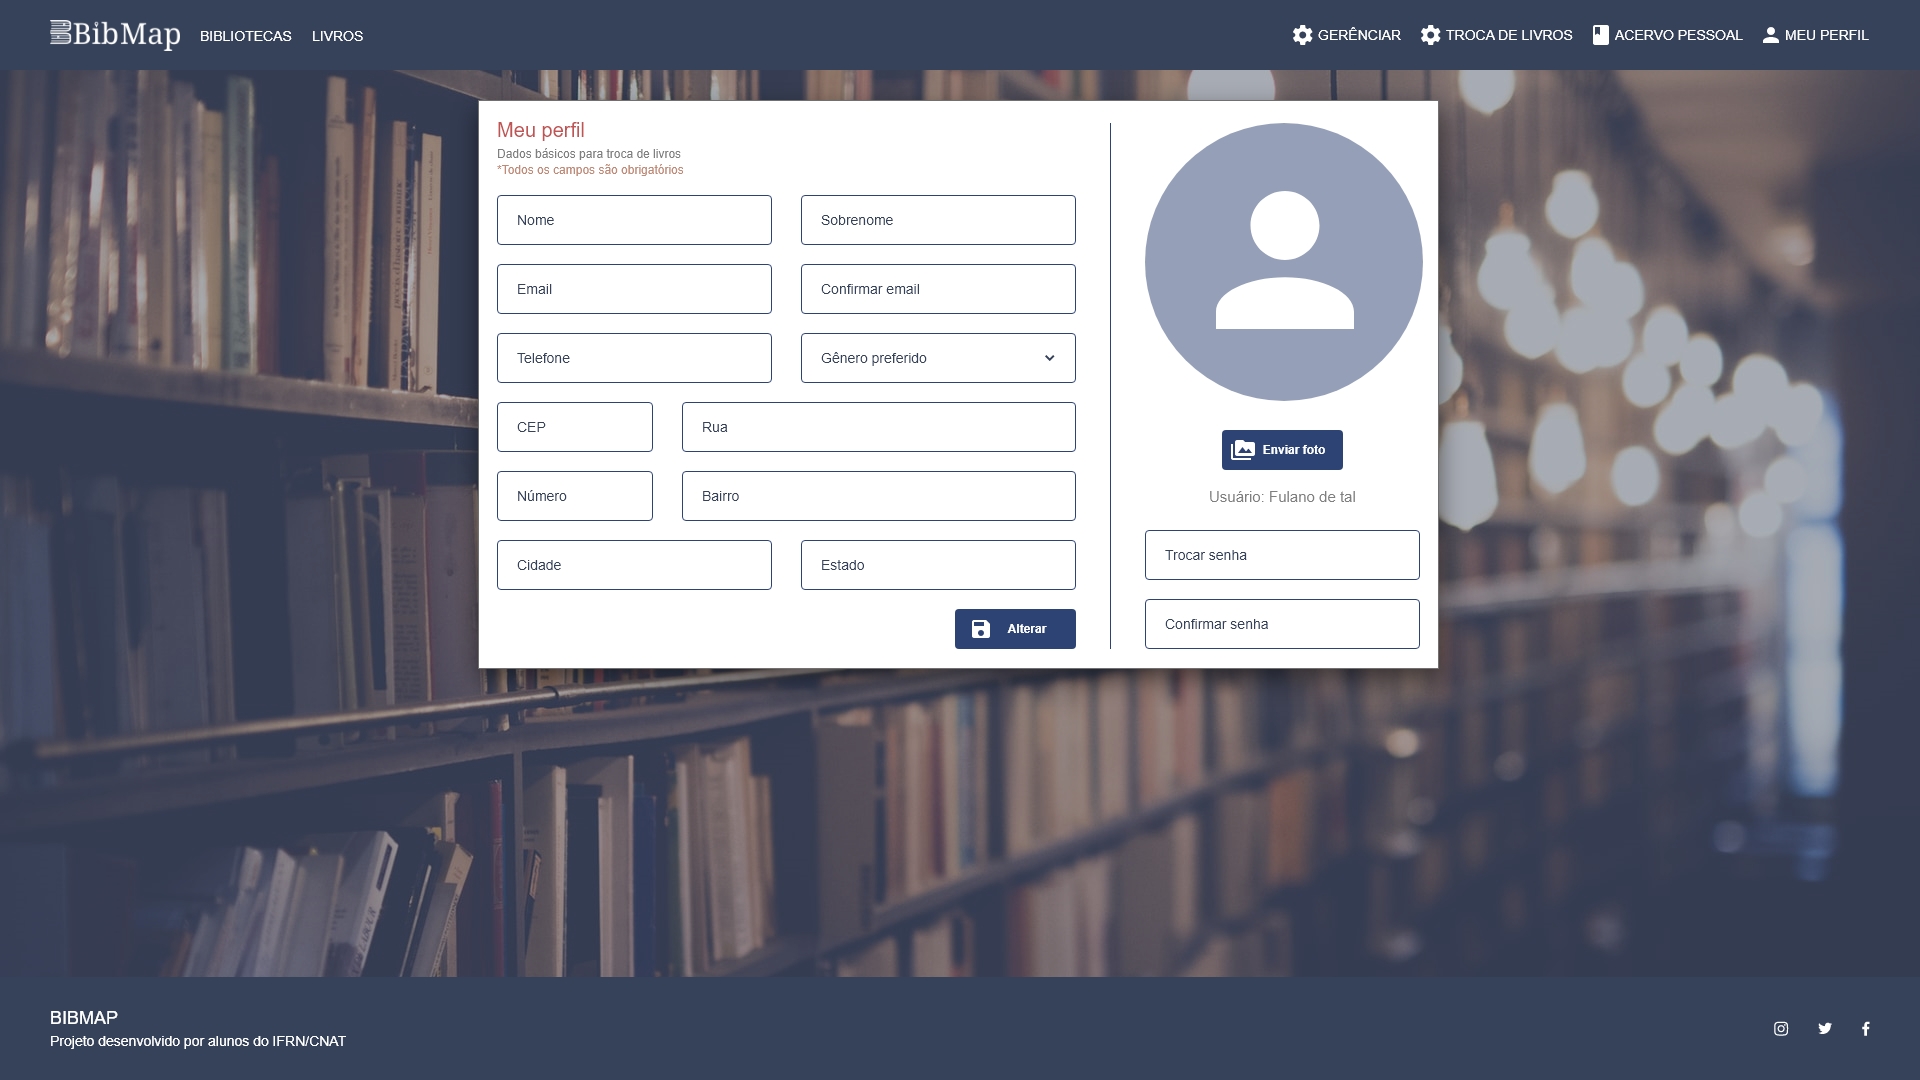 BibMap
BIBLIOTECAS
LIVROS
GERÊNCIAR
TROCA DE LIVROS
ACERVO PESSOAL
MEU PERFIL
Meu perfil
Dados básicos para troca de livros
*Todos os campos são obrigatórios
Nome
Sobrenome
Email
Confirmar email
Telefone
Gênero preferido
CEP
Rua
Número
Bairro
Cidade
Estado
Alterar
Enviar foto
Usuário: Fulano de tal
Trocar senha
Confirmar senha
BIBMAP
Projeto desenvolvido por alunos do IFRN/CNAT